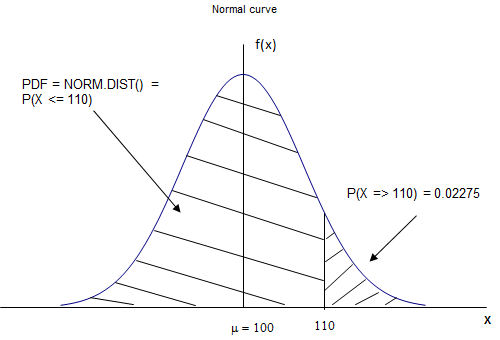 Normal curve
f(x)
PDF = NORM.DIST() =
P(X <= 110)
P(X => 110) = 0.02275
μ = 100
110
x